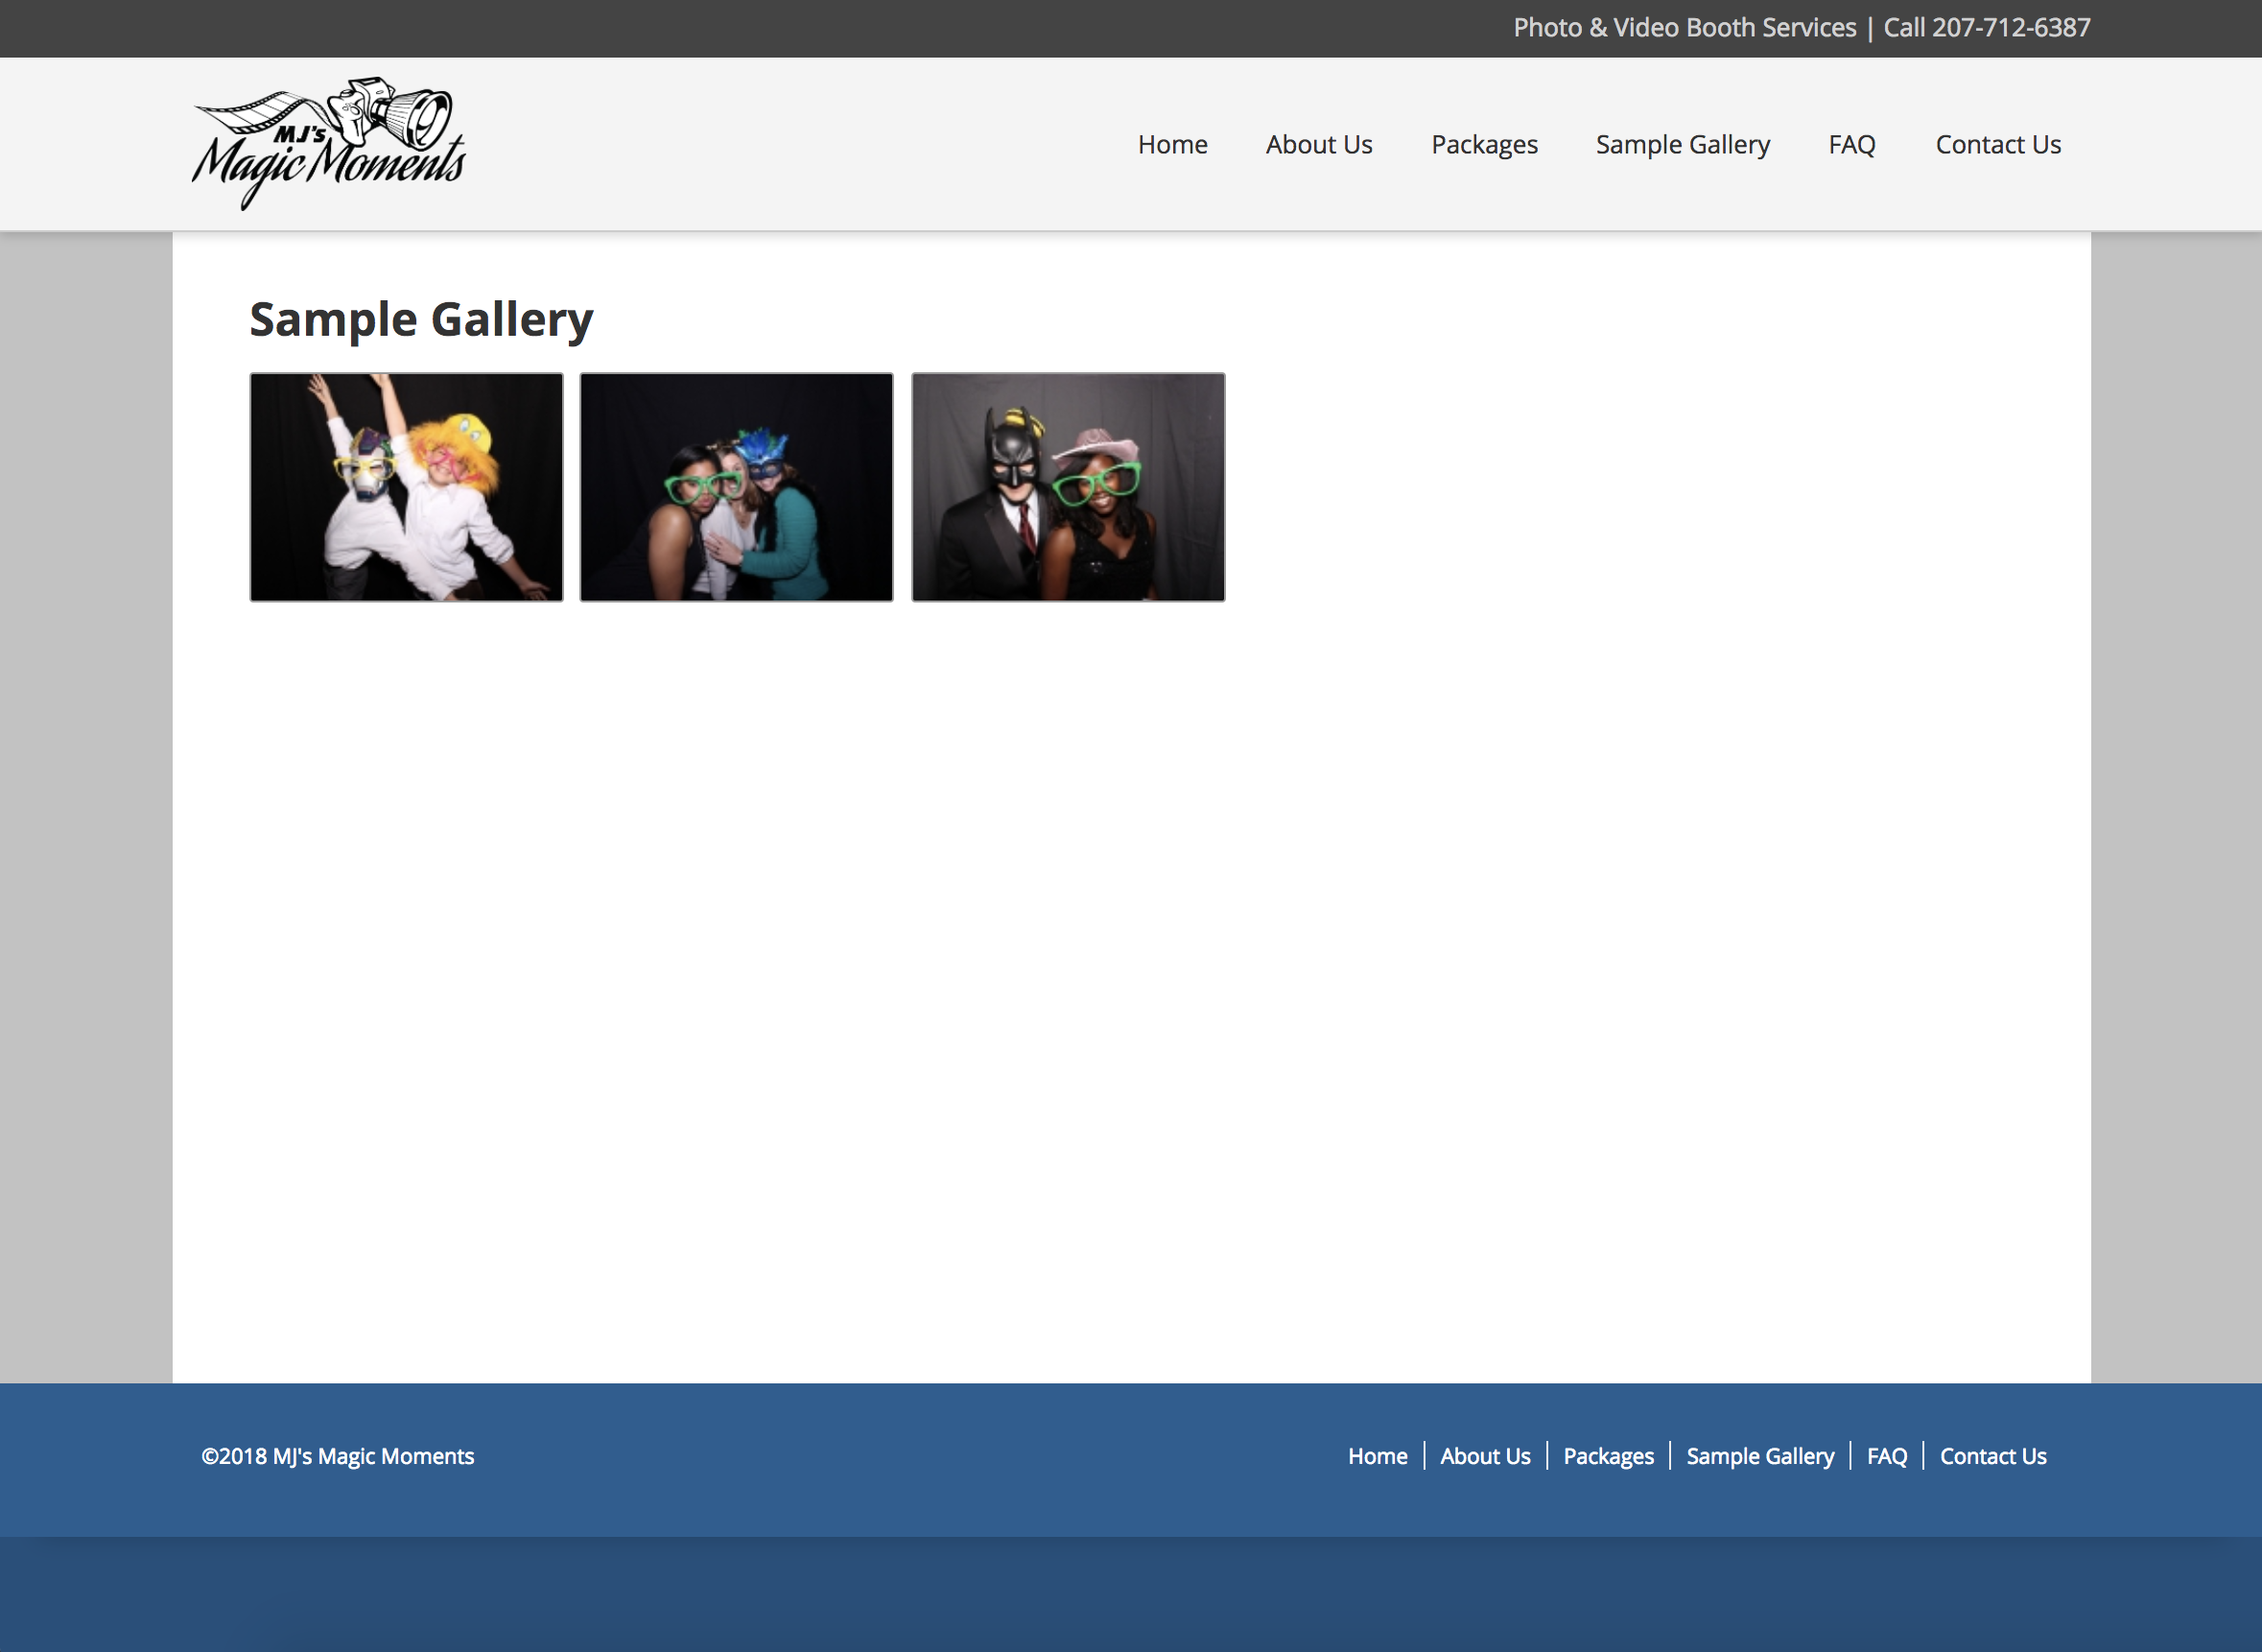 Photo & Video Booth Services | Call 207-712-6387
MJ's
Magic Moments
Home About Us Packages Sample Gallery FAQ Contact Us
Sample Gallery
©2018 MJ's Magic Moments
Home | About Us | Packages | Sample Gallery | FAQ | Contact Us